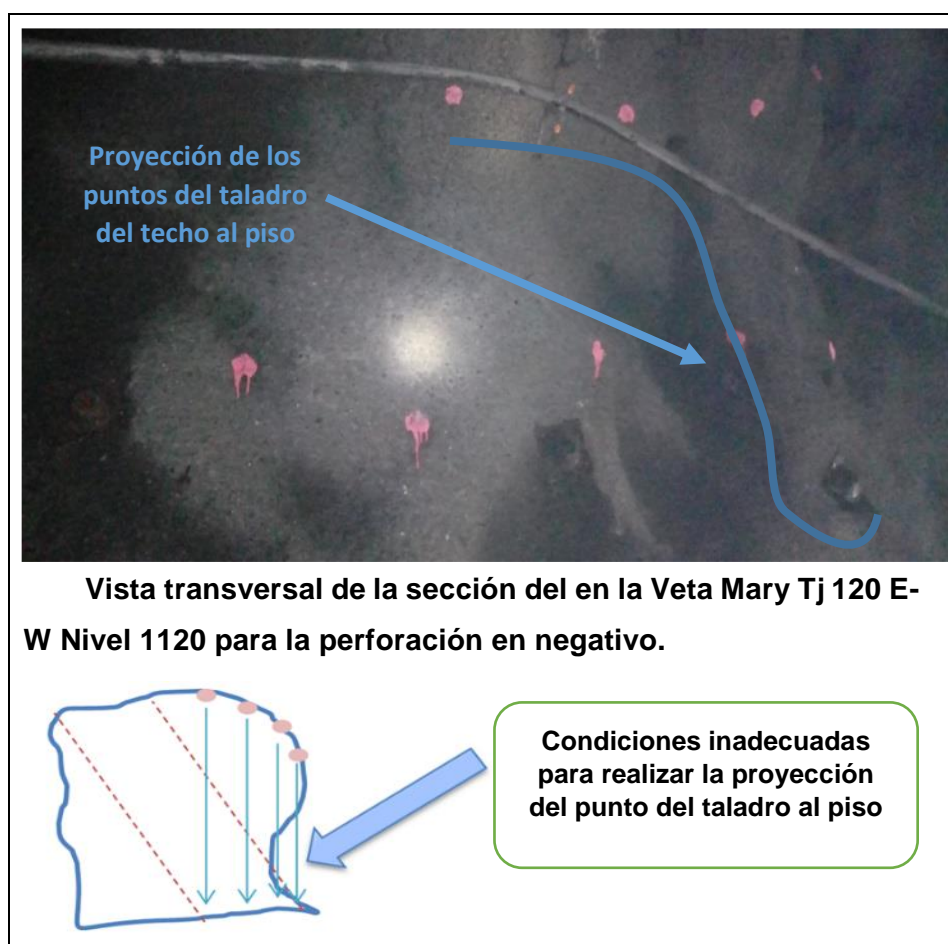 Proyección de los
puntos del taladro
del techo al piso
Vista transversal de la sección del en la Veta Mary Tj 120 E-
W Nivel 1120 para la perforación en negativo.
Condiciones inadecuadas
para realizar la proyección
del punto del taladro al piso